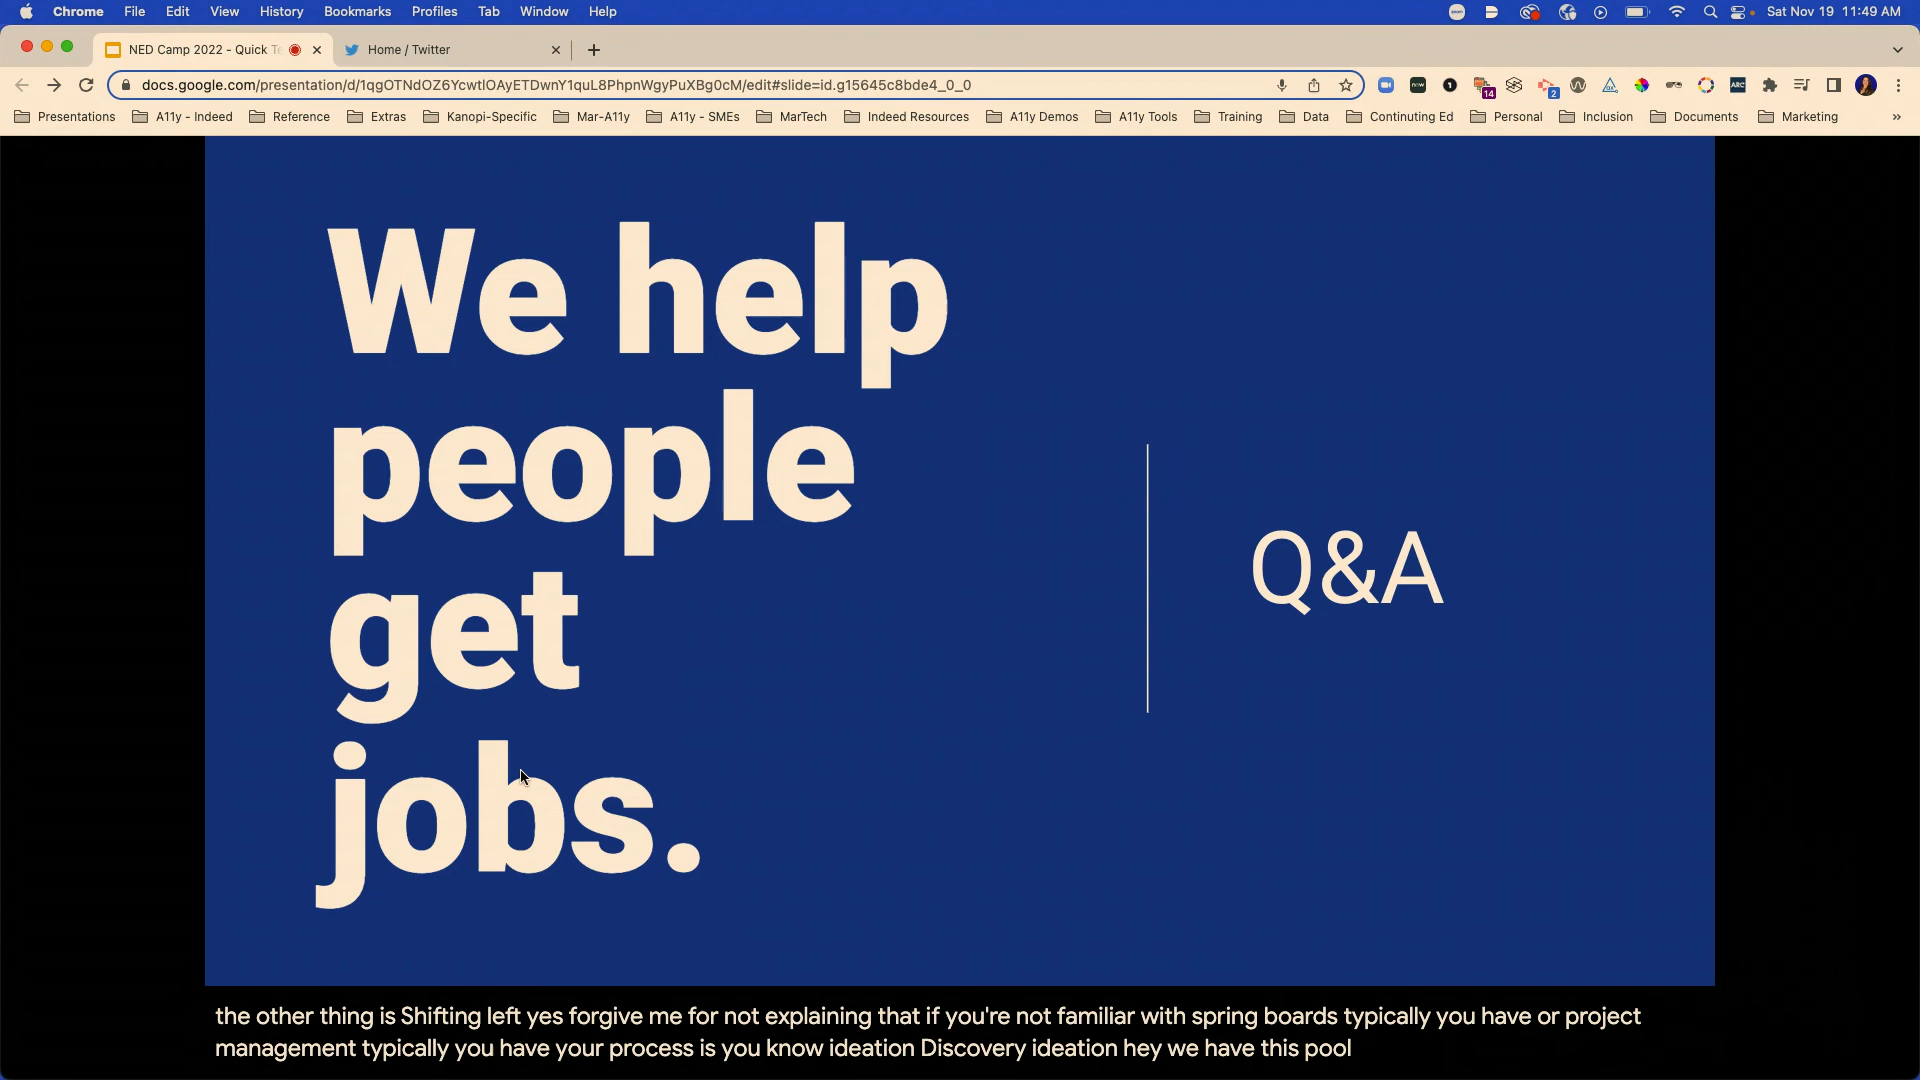 Chrome File Edit View History Bookmarks Profiles Tab Window Help Sat Nov 19 11:49 AM
NED Camp 2022 - Quick Te Home / Twitter
docs.google.com/presentation/d/1qgOTNdOZ6YcwtlOAyETDwnY1quL8PhpnWgyPuXBg0cM/edit#slide=id.g15645c8bde4_0_0 14 2 ARC
Presentations A11y - Indeed Reference Extras Kanopi-Specific Mar-A11y A11y - SMEs MarTech Indeed Resources A11y Demos A11y Tools Training Data Continuting Ed Personal Inclusion Documents Marketing »
We help
people
get
jobs.
Q&A
the other thing is Shifting left yes forgive me for not explaining that if you're not familiar with spring boards typically you have or project
management typically you have your process is you know ideation Discovery ideation hey we have this pool